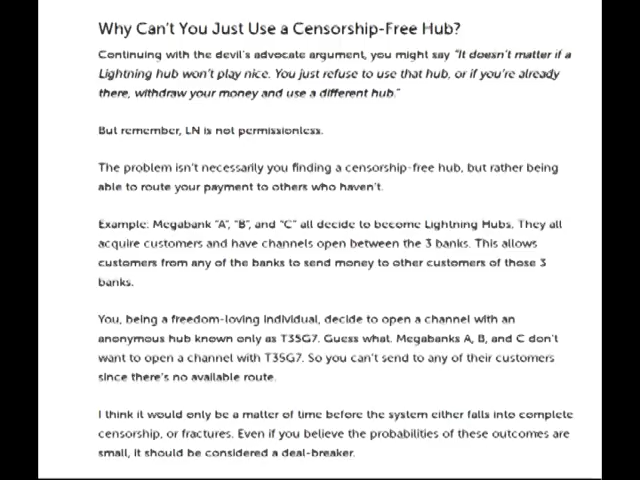 Why Can't You Just Use a Censorship-Free Hub?
Continuing with the devil's advocate argument, you might say "It doesn't matter if a
Lightning hub won't play nice. You just refuse to use that hub, or if you're already
there, withdraw your money and use a different hub."
But remember, LN is not permissionless.
The problem isn't necessarily you finding a censorship-free hub, but rather being
able to route your payment to others who haven't.
Example: Megabank "A", "B", and "C" all decide to become Lightning Hubs. They all
acquire customers and have channels open between the 3 banks. This allows
customers from any of the banks to send money to other customers of those 3
banks.
You, being a freedom-loving individual, decide to open a channel with an
anonymous hub known only as T35G7. Guess what. Megabanks A, B, and C don't
want to open a channel with T35G7. So you can't send to any of their customers
since there's no available route.
I think it would only be a matter of time before the system either falls into complete
censorship, or fractures. Even if you believe the probabilities of these outcomes are
small, it should be considered a deal-breaker.